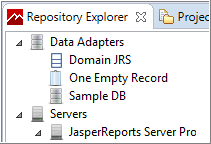 Repository Explorer Projec
Data Adapters
Domain JRS
One Empty Record
Sample DB
Servers
JasperReports Server Pro